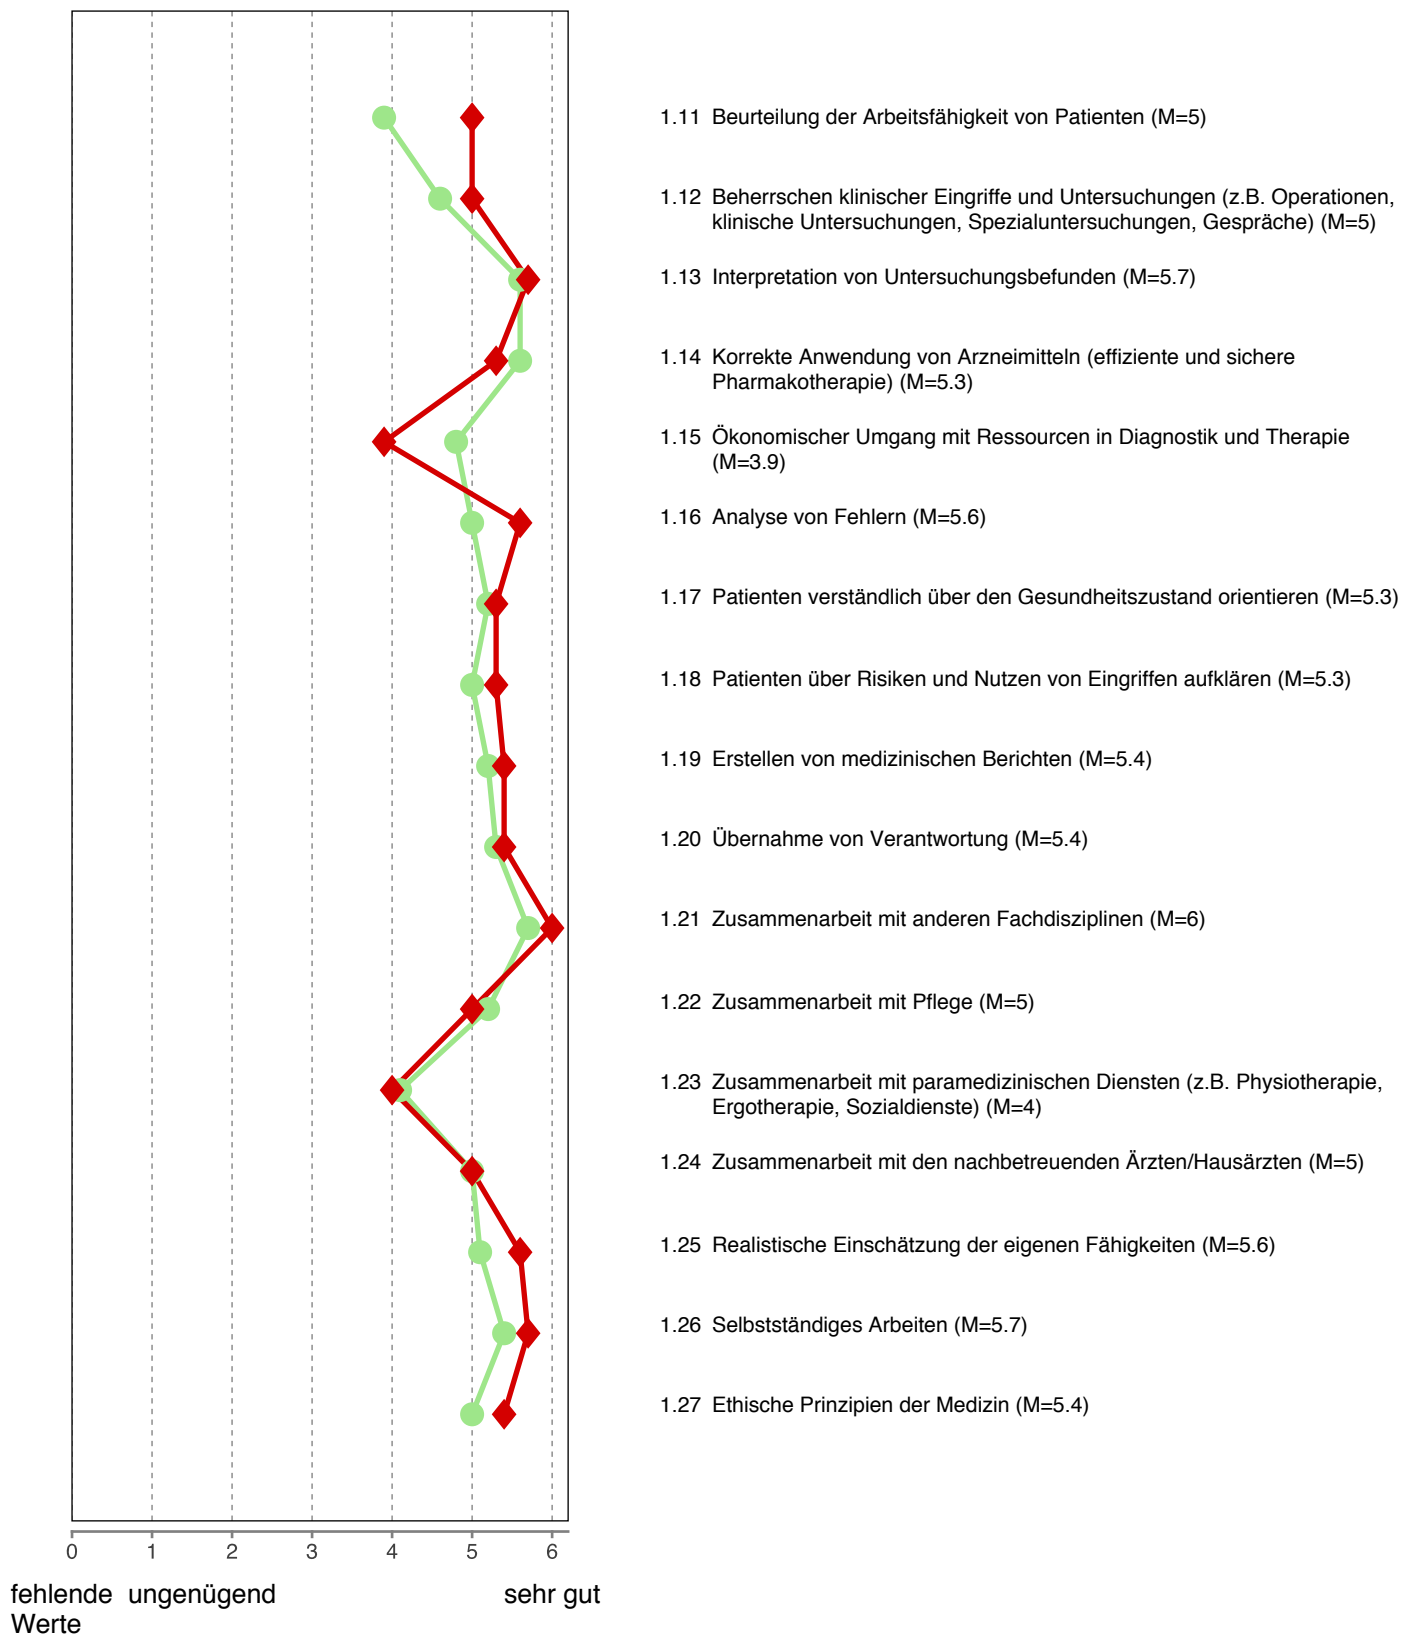 1.11 Beurteilung der Arbeitsfähigkeit von Patienten (M=5)
1.12 Beherrschen klinischer Eingriffe und Untersuchungen (z.B. Operationen,
klinische Untersuchungen, Spezialuntersuchungen, Gespräche) (M=5)
1.13 Interpretation von Untersuchungsbefunden (M=5.7)
1.14 Korrekte Anwendung von Arzneimitteln (effiziente und sichere
Pharmakotherapie) (M=5.3)
1.15 Ökonomischer Umgang mit Ressourcen in Diagnostik und Therapie
(M=3.9)
1.16 Analyse von Fehlern (M=5.6)
1.17 Patienten verständlich über den Gesundheitszustand orientieren (M=5.3)
1.18 Patienten über Risiken und Nutzen von Eingriffen aufklären (M=5.3)
1.19 Erstellen von medizinischen Berichten (M=5.4)
1.20 Übernahme von Verantwortung (M=5.4)
1.21 Zusammenarbeit mit anderen Fachdisziplinen (M=6)
1.22 Zusammenarbeit mit Pflege (M=5)
1.23 Zusammenarbeit mit paramedizinischen Diensten (z.B. Physiotherapie,
Ergotherapie, Sozialdienste) (M=4)
1.24 Zusammenarbeit mit den nachbetreuenden Ärzten/Hausärzten (M=5)
1.25 Realistische Einschätzung der eigenen Fähigkeiten (M=5.6)
1.26 Selbstständiges Arbeiten (M=5.7)
1.27 Ethische Prinzipien der Medizin (M=5.4)
0 1 2 3 4 5 6
fehlende ungenügend sehr gut
Werte